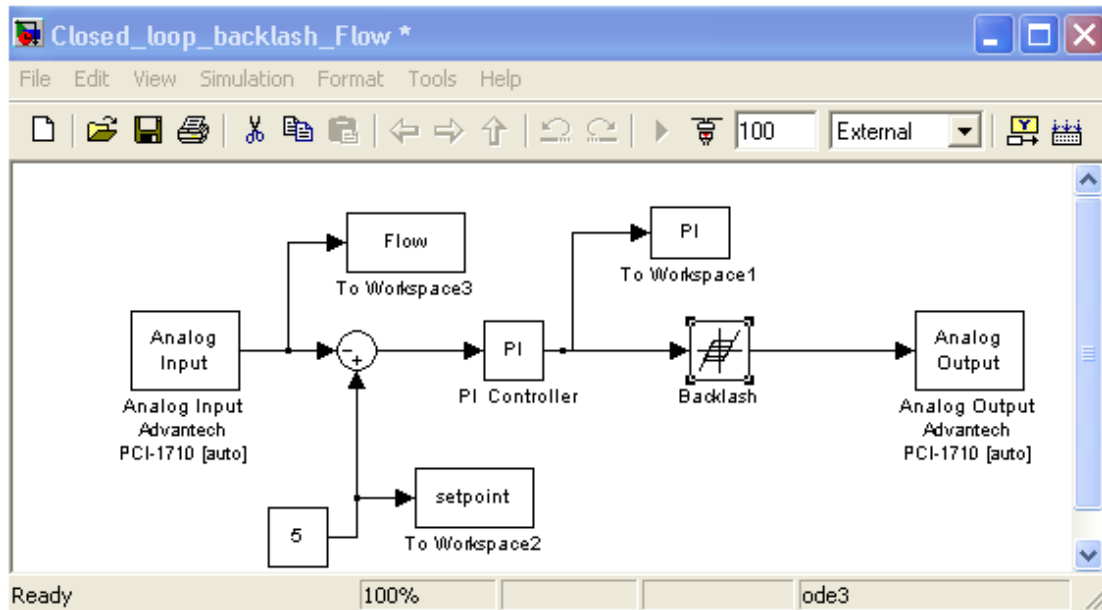 Closed_loop_backlash_Flow *
File Edit View Simulation Format Tools Help
100
External
Flow
To Workspace3
PI
To Workspace1
Analog
Input
Analog Input
Advantech
PCI-1710 [auto]
- +
PI
PI Controller
Backlash
Analog
Output
Analog Output
Advantech
PCI-1710 [auto]
setpoint
To Workspace2
5
Ready 100% ode3